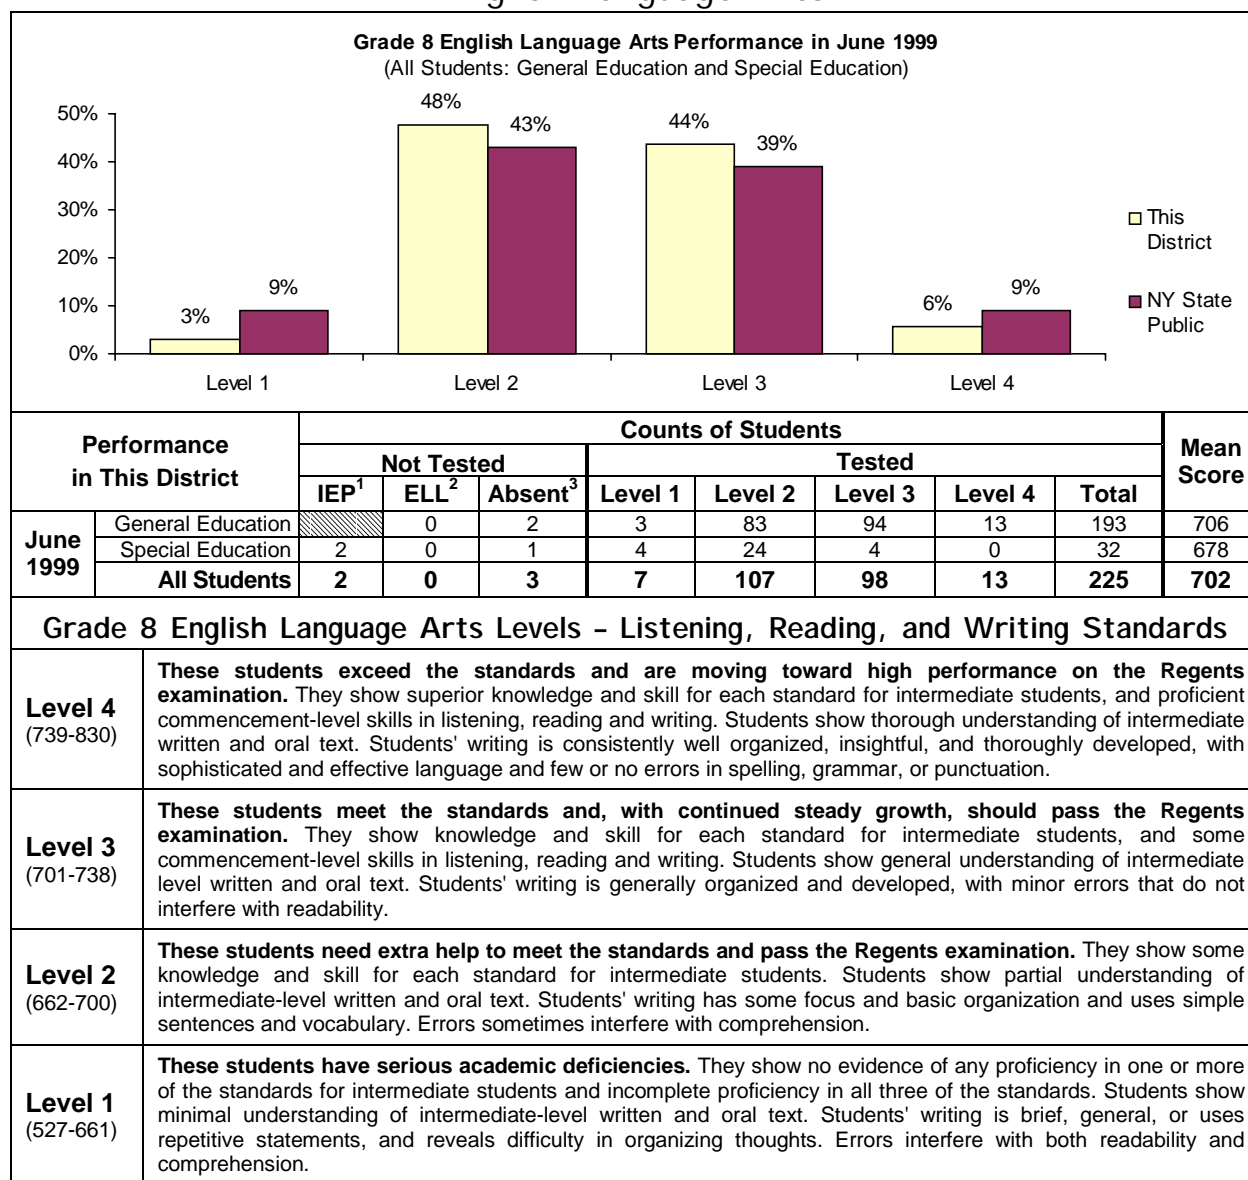 Grade 8 English Language Arts Performance in June 1999
(All Students: General Education and Special Education)
50%
40%
30%
20%
10%
0%
3%
9%
48%
43%
44%
39%
6%
9%
Level 1
Level 2
Level 3
Level 4
This
District
NY State
Public
Performance
in This District
Counts of Students
Mean
Score
Not Tested
Tested
IEP1 ELL2 Absent3 Level 1 Level 2 Level 3 Level 4 Total
June
1999
General Education 0 2 3 83 94 13 193 706
Special Education 2 0 1 4 24 4 0 32 678
All Students 2 0 3 7 107 98 13 225 702
Grade 8 English Language Arts Levels – Listening, Reading, and Writing Standards
Level 4
(739-830)
These students exceed the standards and are moving toward high performance on the Regents
examination. They show superior knowledge and skill for each standard for intermediate students, and proficient
commencement-level skills in listening, reading and writing. Students show thorough understanding of intermediate
written and oral text. Students' writing is consistently well organized, insightful, and thoroughly developed, with
sophisticated and effective language and few or no errors in spelling, grammar, or punctuation.
Level 3
(701-738)
These students meet the standards and, with continued steady growth, should pass the Regents
examination. They show knowledge and skill for each standard for intermediate students, and some
commencement-level skills in listening, reading and writing. Students show general understanding of intermediate
level written and oral text. Students' writing is generally organized and developed, with minor errors that do not
interfere with readability.
Level 2
(662-700)
These students need extra help to meet the standards and pass the Regents examination. They show some
knowledge and skill for each standard for intermediate students. Students show partial understanding of
intermediate-level written and oral text. Students' writing has some focus and basic organization and uses simple
sentences and vocabulary. Errors sometimes interfere with comprehension.
Level 1
(527-661)
These students have serious academic deficiencies. They show no evidence of any proficiency in one or more
of the standards for intermediate students and incomplete proficiency in all three of the standards. Students show
minimal understanding of intermediate-level written and oral text. Students' writing is brief, general, or uses
repetitive statements, and reveals difficulty in organizing thoughts. Errors interfere with both readability and
comprehension.